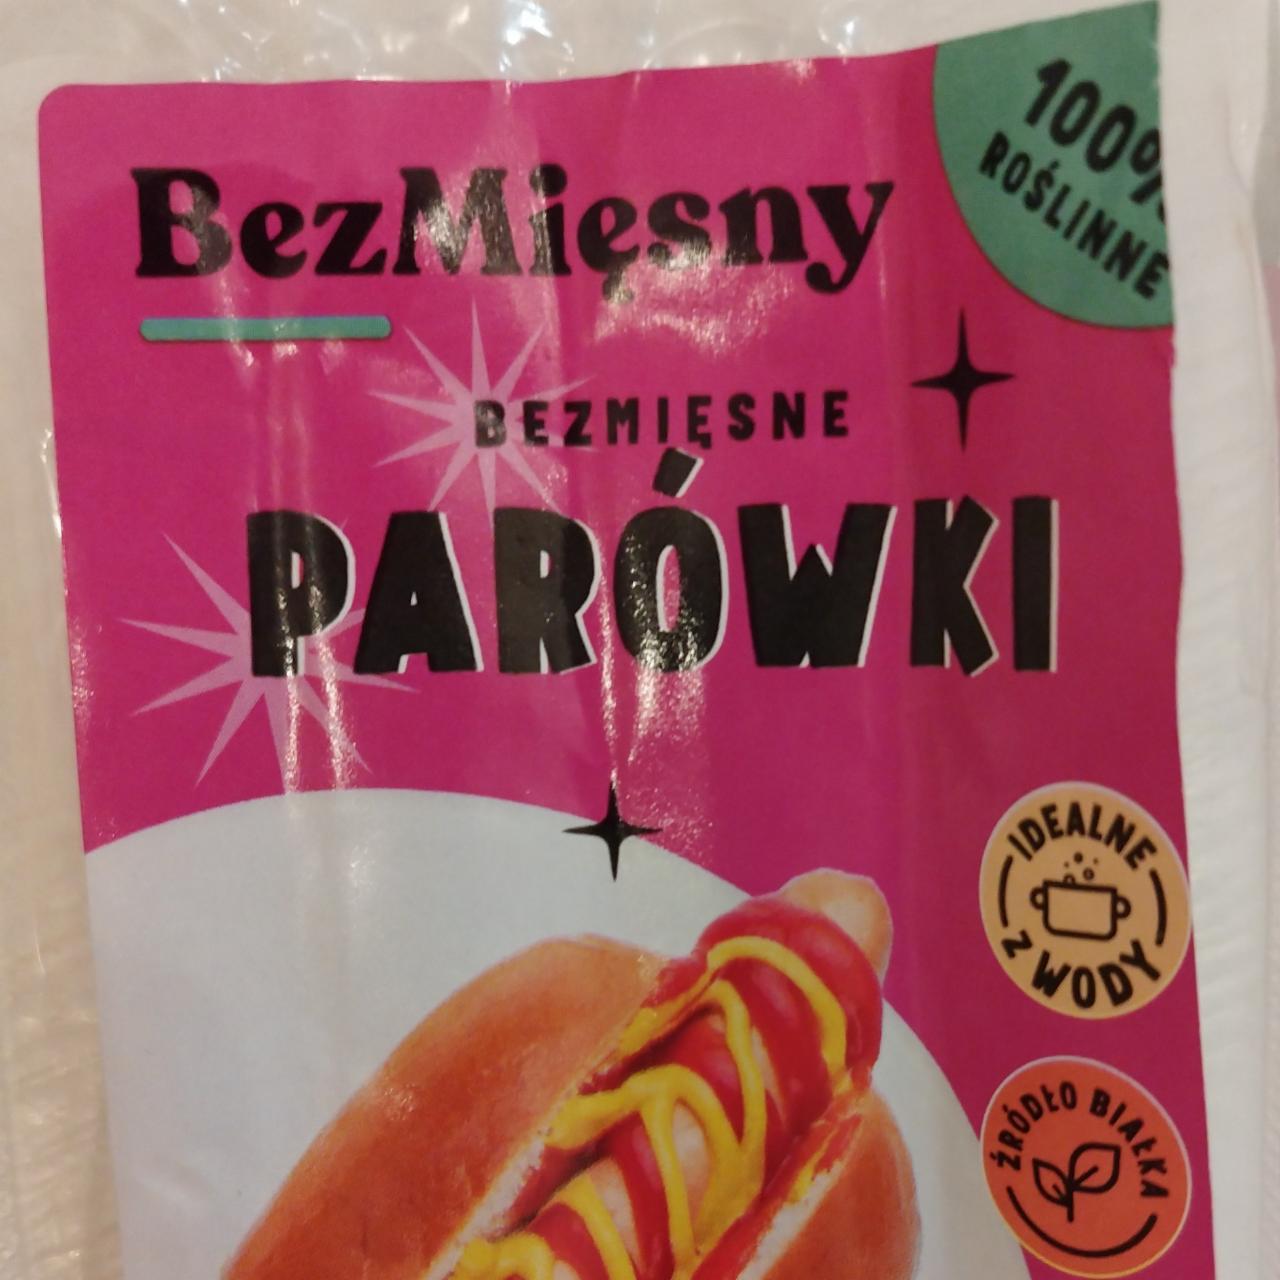 100%
ROŚLINNE
BezMięsny
BEZMIĘSNE
PARÓWKI
IDEALNE
Z WODY
ŹRÓDŁO BIAŁKA